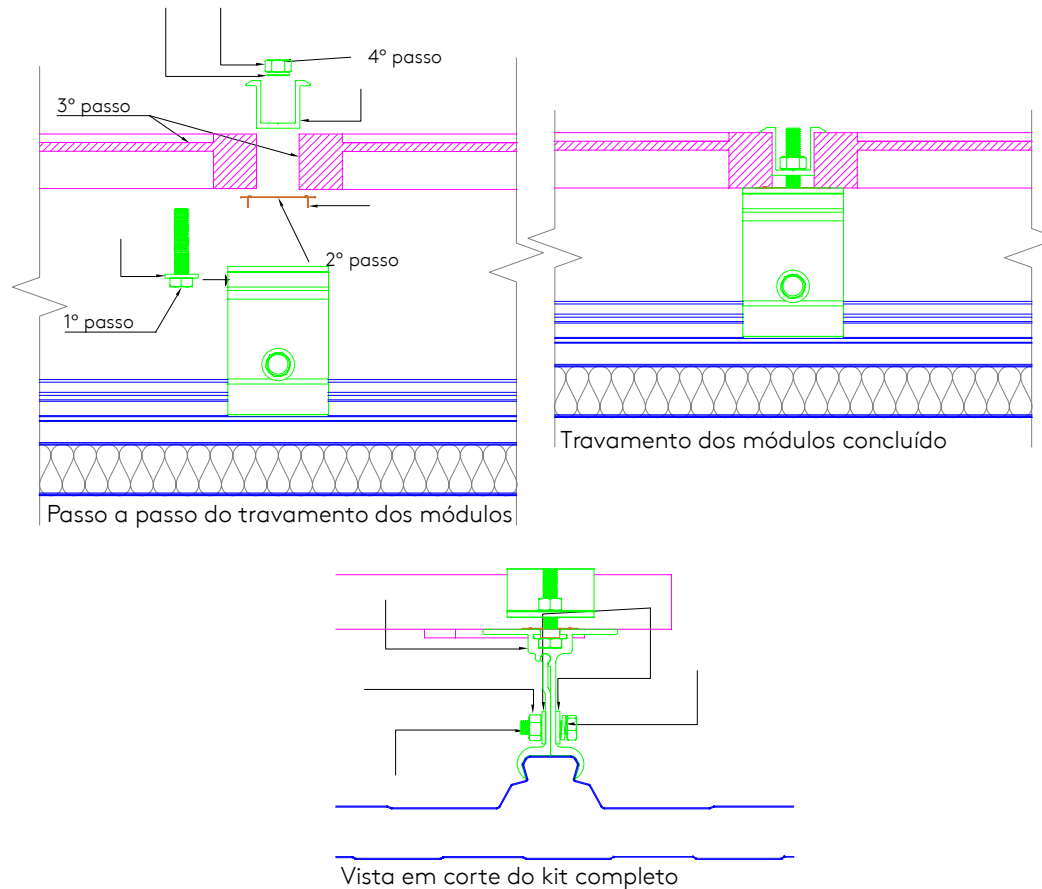 4º passo
3º passo
2º passo
1º passo
Passo a passo do travamento dos módulos
Travamento dos módulos concluído
Vista em corte do kit completo